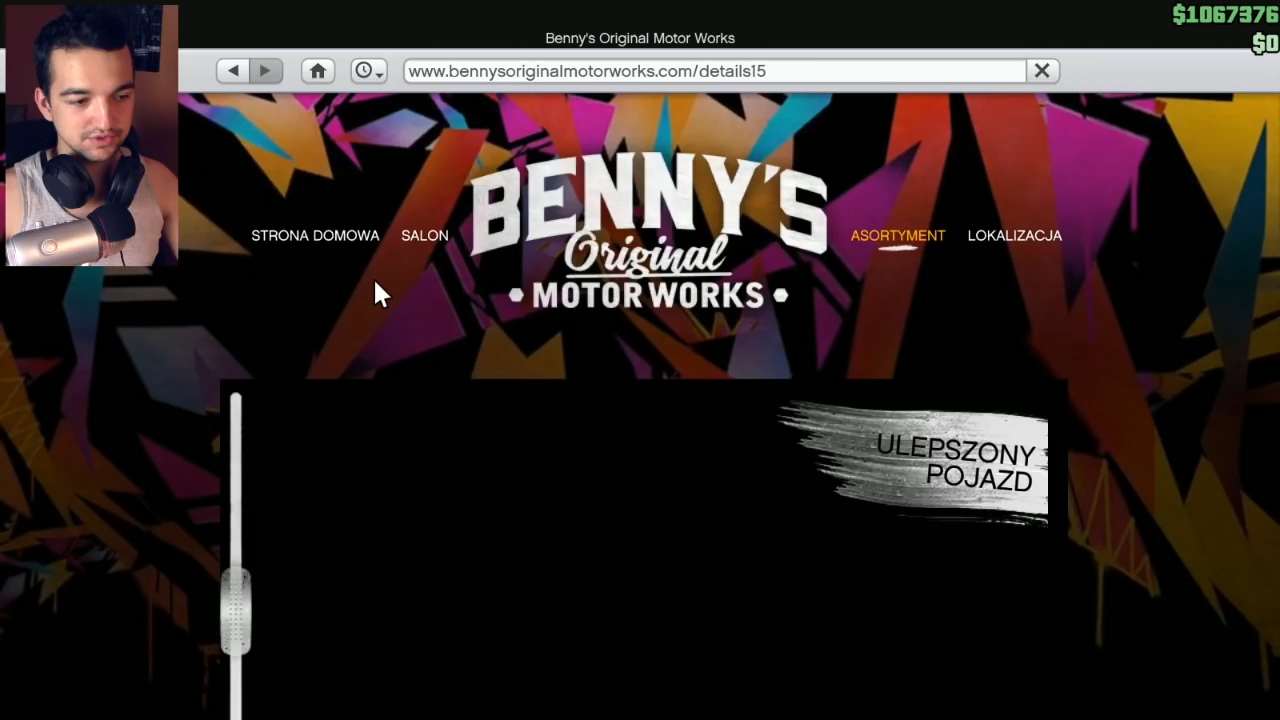 $1067376
$0
Benny's Original Motor Works
www.bennysoriginalmotorworks.com/details15
STRONA DOMOWA
SALON
BENNY'S
Original
MOTOR WORKS
ASORTYMENT
LOKALIZACJA
ULEPSZONY
POJAZD